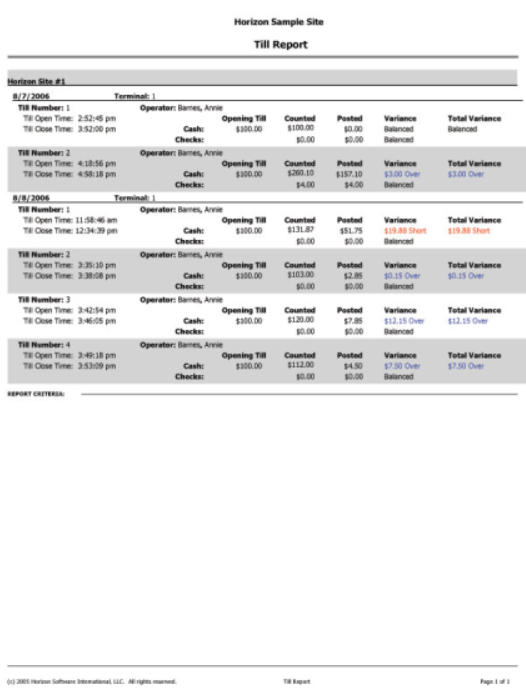 Horizon Sample Site
Till Report
Horizon Site #1
8/7/2006 Terminal: 1
Till Number: 1 Operator: Barnes, Annie
Till Open Time: 2:52:45 pm Opening Till Counted Posted Variance Total Variance
Till Close Time: 3:52:00 pm Cash: $100.00 $100.00 $0.00 Balanced Balanced
Checks: $0.00 $0.00 Balanced
Till Number: 2 Operator: Barnes, Annie
Till Open Time: 4:18:56 pm Opening Till Counted Posted Variance Total Variance
Till Close Time: 4:58:18 pm Cash: $100.00 $260.10 $157.10 $3.00 Over $3.00 Over
Checks: $4.00 $4.00 Balanced
8/8/2006 Terminal: 1
Till Number: 1 Operator: Barnes, Annie
Till Open Time: 11:58:46 am Opening Till Counted Posted Variance Total Variance
Till Close Time: 12:34:39 pm Cash: $100.00 $131.87 $51.75 $19.88 Short $19.88 Short
Checks: $0.00 $0.00 Balanced
Till Number: 2 Operator: Barnes, Annie
Till Open Time: 3:35:10 pm Opening Till Counted Posted Variance Total Variance
Till Close Time: 3:38:08 pm Cash: $100.00 $103.00 $2.85 $0.15 Over $0.15 Over
Checks: $0.00 $0.00 Balanced
Till Number: 3 Operator: Barnes, Annie
Till Open Time: 3:42:54 pm Opening Till Counted Posted Variance Total Variance
Till Close Time: 3:46:05 pm Cash: $100.00 $120.00 $7.85 $12.15 Over $12.15 Over
Checks: $0.00 $0.00 Balanced
Till Number: 4 Operator: Barnes, Annie
Till Open Time: 3:49:18 pm Opening Till Counted Posted Variance Total Variance
Till Close Time: 3:53:09 pm Cash: $100.00 $112.00 $4.50 $7.50 Over $7.50 Over
Checks: $0.00 $0.00 Balanced
REPORT CRITERIA:
(c) 2005 Horizon Software International, LLC. All rights reserved. Till Report Page 1 of 1